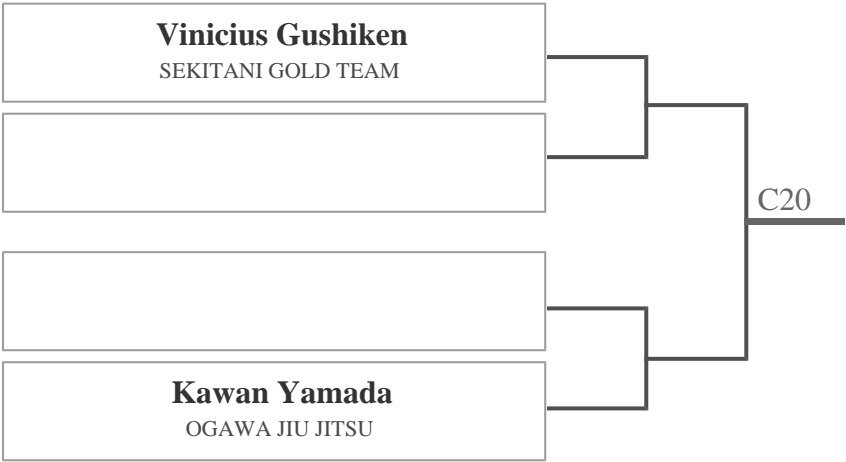 Vinicius Gushiken
SEKITANI GOLD TEAM
C20
Kawan Yamada
OGAWA JIU JITSU